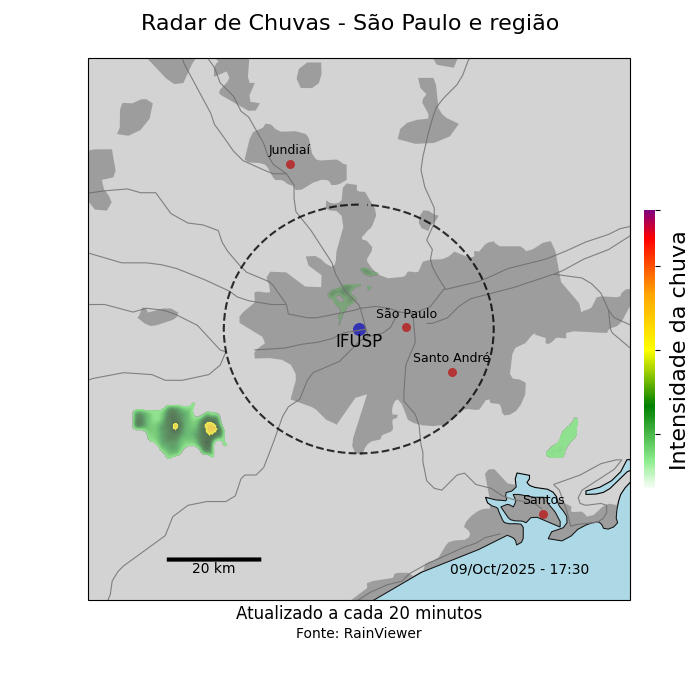 Radar de Chuvas - São Paulo e região
Jundiaí
São Paulo
IFUSP
Santo André
Santos
20 km
09/Oct/2025 - 17:30
Intensidade da chuva
Atualizado a cada 20 minutos
Fonte: RainViewer